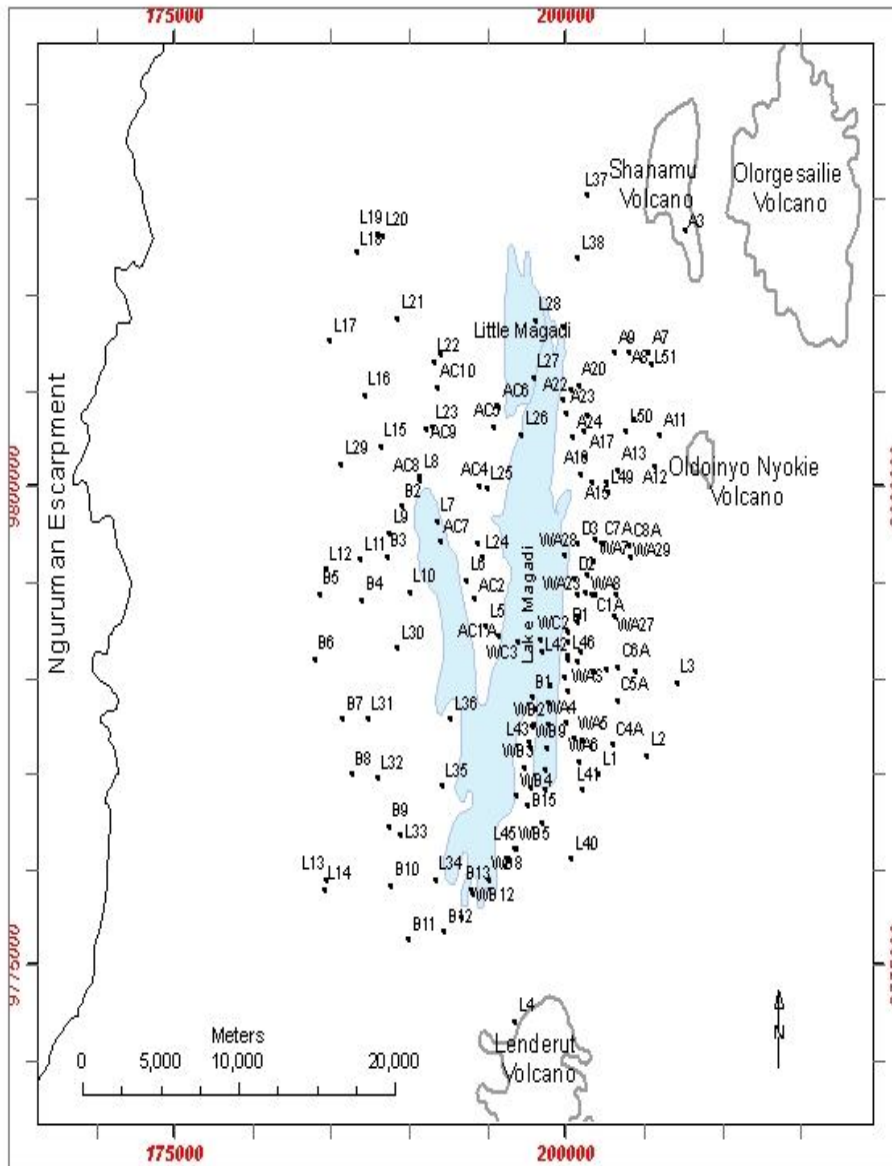 175000
200000
Shanamu
Volcano
Olorgesailie
Volcano
L37
A3
L19
L20
L18
L38
L21
L28
L17
Little Magadi
A9
A7
L22
A8
L51
L27
A20
AC10
L16
AC6
A22
A23
L23
AC5
L26
A24
L50
A11
AC9
L15
A17
L29
A13
AC8
L8
AC4
L25
L49
A12
Oldoinyo Nyokie
Volcano
9800000
B2
A15
L7
L9
AC7
D3
C7A
C8A
B3
L24
WA28
WA7
WA29
L11
L12
D2
B5
B4
L10
L6
WA23
WA8
AC2
C1A
L5
WC2
WA27
AC1A
Lake Magadi
L30
WC3
L42
L46
B6
C6A
L3
B1
WA3
C5A
B7
L31
L36
WA4
WA5
L43
WB9
C4A
WB3
WA6
L2
B8
L32
L35
L1
L41
B15
B9
L33
L45
WB5
L40
L13
L14
B10
L34
B13
WB12
B11
B12
9775000
Nguruman Escarpment
L4
Lenderut
Volcano
Meters
0
5,000
10,000
20,000
N
175000
200000